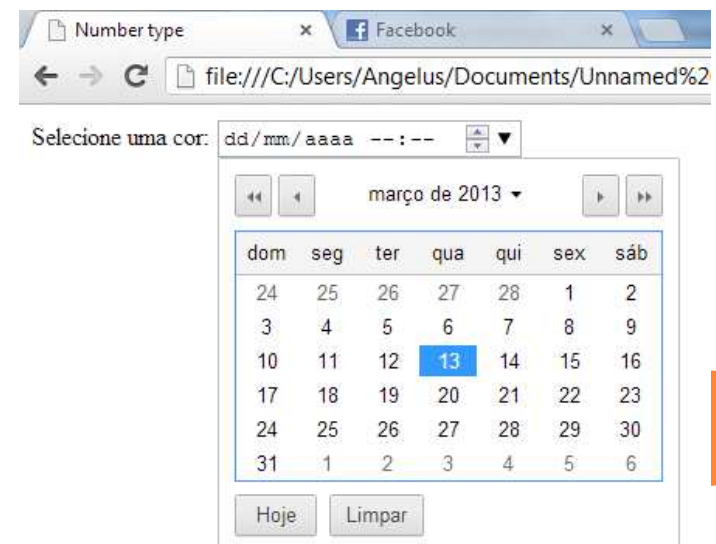 Number type × Facebook ×
file:///C:/Users/Angelus/Documents/Unnamed%2
Selecione uma cor: dd/mm/aaaa --:--
março de 2013
dom seg ter qua qui sex sáb
24 25 26 27 28 1 2
3 4 5 6 7 8 9
10 11 12 13 14 15 16
17 18 19 20 21 22 23
24 25 26 27 28 29 30
31 1 2 3 4 5 6
Hoje Limpar